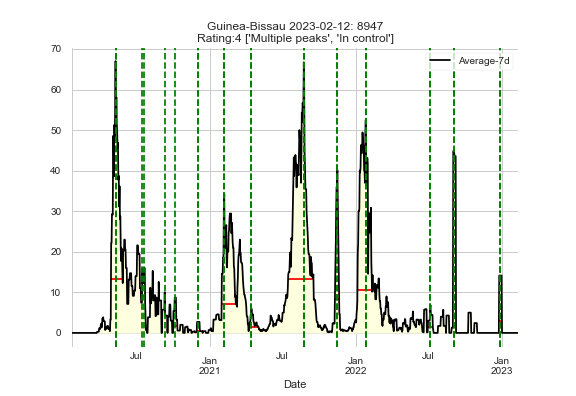 Guinea-Bissau 2023-02-12: 8947
Rating:4 ['Multiple peaks', 'In control']
Average-7d
70
60
50
40
30
20
10
0
Jul
Jan
2021
Jul
Jan
2022
Jul
Jan
2023
Date